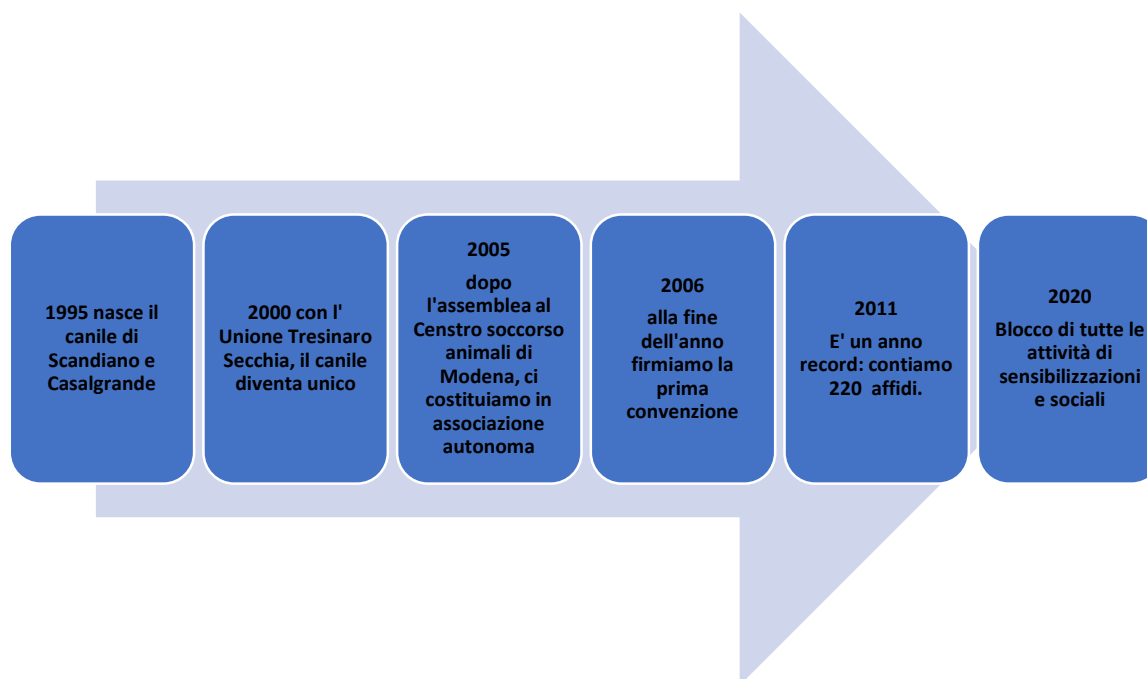 1995 nasce il
canile di
Scandiano e
Casalgrande
2000 con l'
Unione Tresinaro
Secchia, il canile
diventa unico
2005
dopo
l'assemblea al
Censtro soccorso
animali di
Modena, ci
costituiamo in
associazione
autonoma
2006
alla fine
dell'anno
firmiamo la
prima
convenzione
2011
E' un anno
record: contiamo
220 affidi.
2020
Blocco di tutte le
attività di
sensibilizzazioni
e sociali